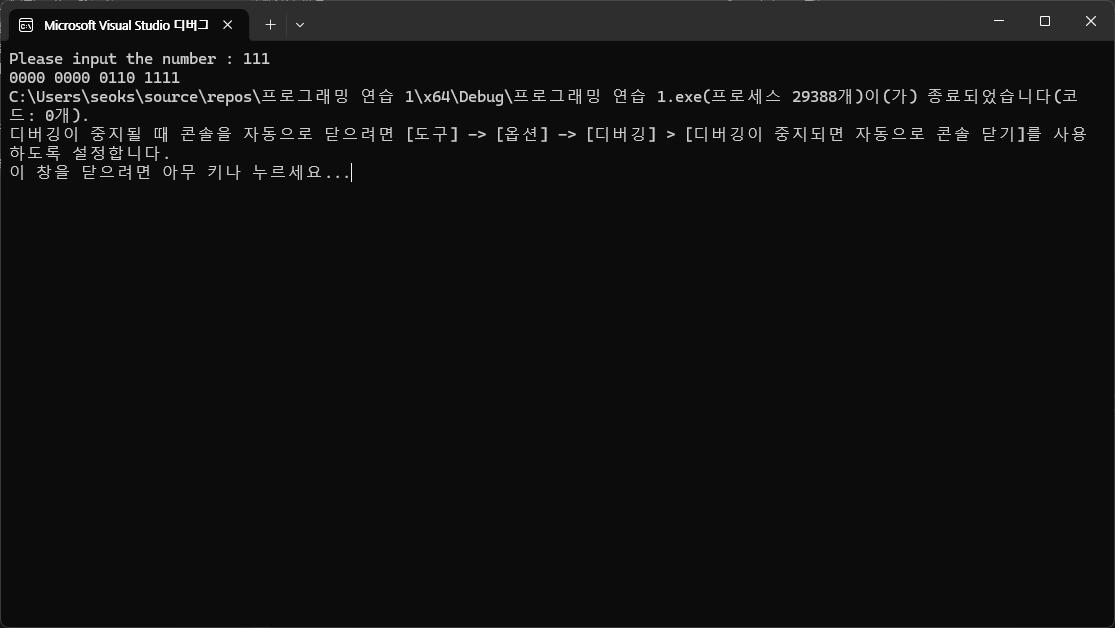 Microsoft Visual Studio 디버그
Please input the number : 111
0000 0000 0110 1111
C:\Users\seoks\source\repos\프로그래밍 연습 1\x64\Debug\프로그래밍 연습 1.exe(프로세스 29388개)이(가) 종료되었습니다(코
드: 0개).
디버깅이 중지될 때 콘솔을 자동으로 닫으려면 [도구] -> [옵션] -> [디버깅] > [디버깅이 중지되면 자동으로 콘솔 닫기]를 사용
하도록 설정합니다.
이 창을 닫으려면 아무 키나 누르세요...